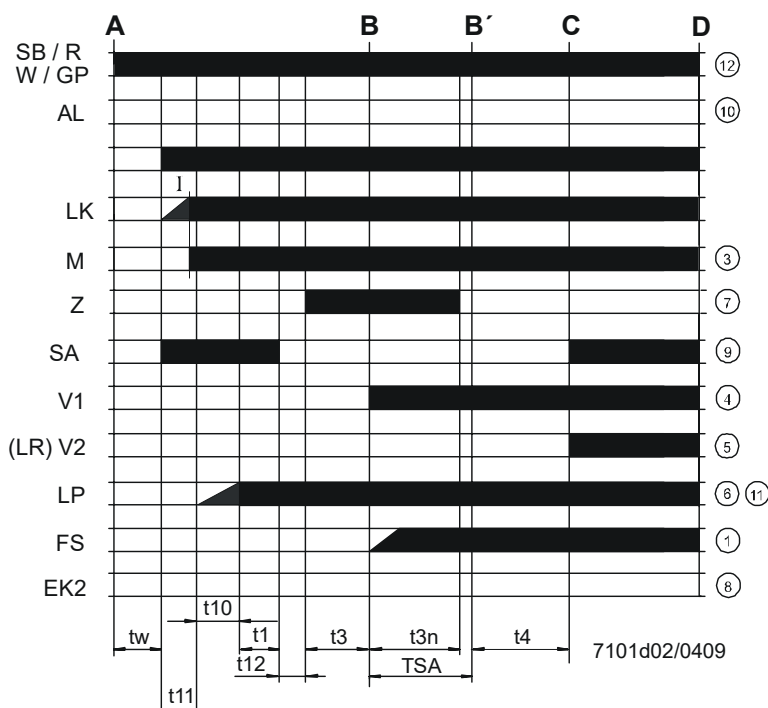 A B B´ C D
SB / R
W / GP 12
AL 10
l
LK
M 3
Z 7
SA 9
V1 4
(LR) V2 5
LP 6 11
FS 1
EK2 8
t10
tw t1 t3 t3n t4 7101d02/0409
t12 TSA
t11